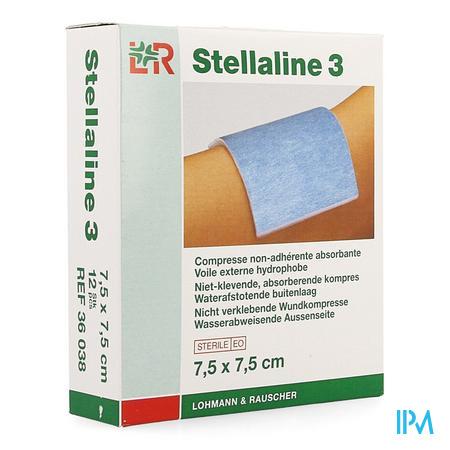 L&R Stellaline 3
Compresse non-adhérente absorbante
Voile externe hydrophobe
Niet-klevende, absorberende kompres
Waterafstotende buitenlaag
Nicht verklebende Wundkompresse
Wasserabweisende Aussenseite
STERILE EO
7,5 x 7,5 cm
LOHMANN & RAUSCHER
Stellaline 3
7,5 x 7,5 cm
12 Stk pcs
REF 36 038
IPM